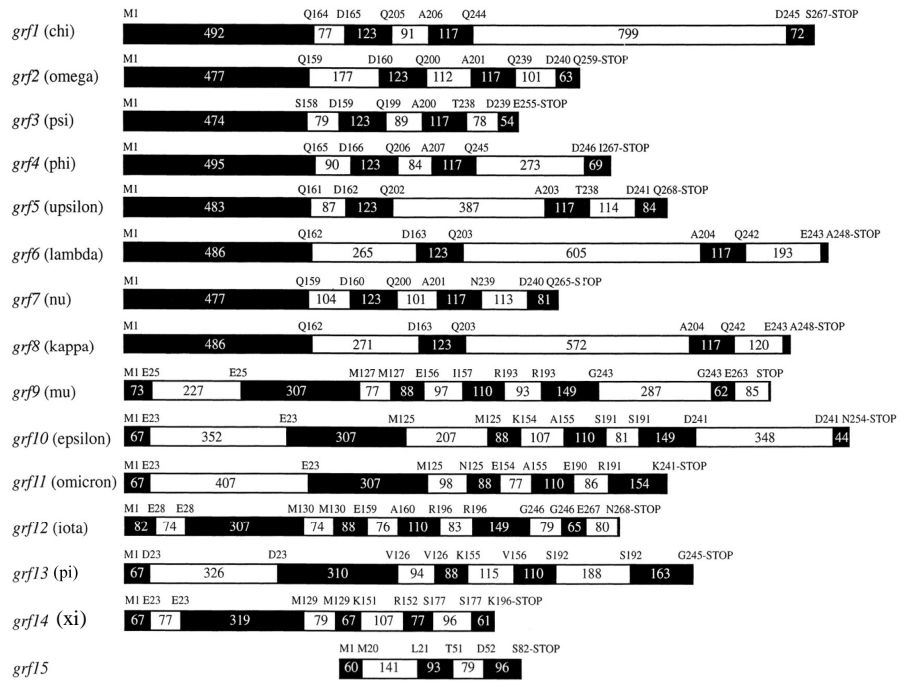 M1 Q164 D165 Q205 A206 Q244 D245 S267-STOP
grf1 (chi) 492 77 123 91 117 799 72
M1 Q159 D160 Q200 A201 Q239 D240 Q259-STOP
grf2 (omega) 477 177 123 112 117 101 63
M1 S158 D159 Q199 A200 T238 D239 E255-STOP
grf3 (psi) 474 79 123 89 117 78 54
M1 Q165 D166 Q206 A207 Q245 D246 I267-STOP
grf4 (phi) 495 90 123 84 117 273 69
M1 Q161 D162 Q202 A203 T238 D241 Q268-STOP
grf5 (upsilon) 483 87 123 387 117 114 84
M1 Q162 D163 Q203 A204 Q242 E243 A248-STOP
grf6 (lambda) 486 265 123 605 117 193
M1 Q159 D160 Q200 A201 N239 D240 Q265-STOP
grf7 (nu) 477 104 123 101 117 113 81
M1 Q162 D163 Q203 A204 Q242 E243 A248-STOP
grf8 (kappa) 486 271 123 572 117 120
M1 E25 E25 M127 M127 E156 I157 R193 R193 G243 G243 E263 STOP
grf9 (mu) 73 227 307 77 88 97 110 93 149 287 62 85
M1 E23 E23 M125 M125 K154 A155 S191 S191 D241 D241 N254-STOP
grf10 (epsilon) 67 352 307 207 88 107 110 81 149 348 44
M1 E23 E23 M125 N125 E154 A155 E190 R191 K241-STOP
grf11 (omicron) 67 407 307 98 88 77 110 86 154
M1 E28 E28 M130 M130 E159 A160 R196 R196 G246 G246 E267 N268-STOP
grf12 (iota) 82 74 307 74 88 76 110 83 149 79 65 80
M1 D23 D23 V126 V126 K155 V156 S192 S192 G245-STOP
grf13 (pi) 67 326 310 94 88 115 110 188 163
M1 E23 E23 M129 M129 K151 R152 S177 S177 K196-STOP
grf14 (xi) 67 77 319 79 67 107 77 96 61
M1 M20 L21 T51 D52 S82-STOP
grf15 60 141 93 79 96